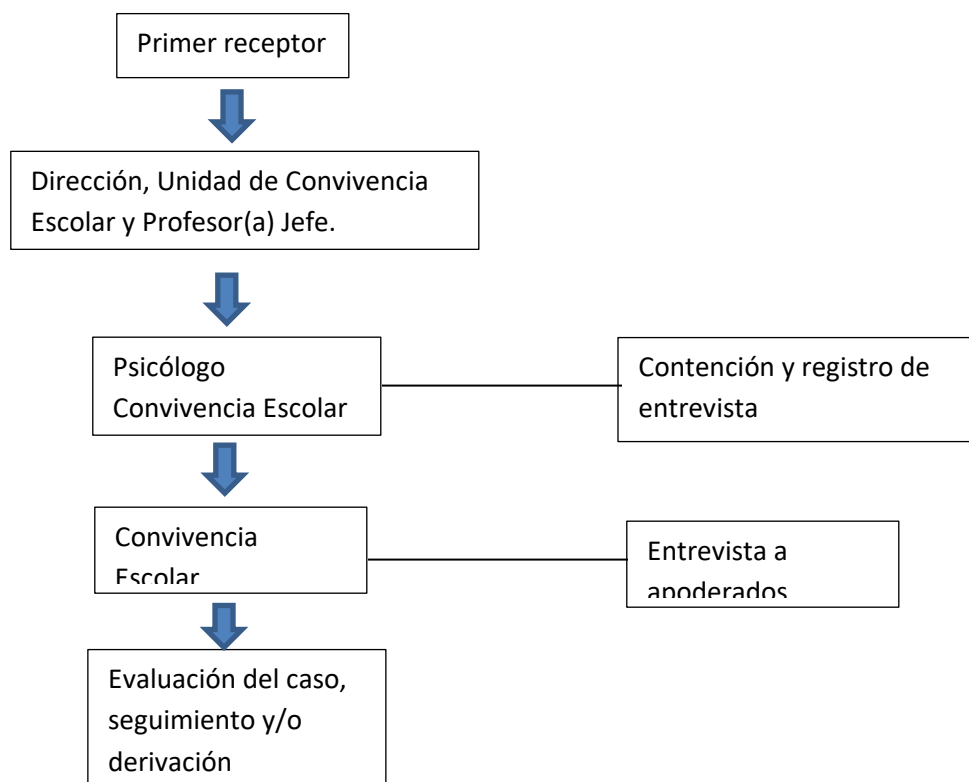 Primer receptor
Dirección, Unidad de Convivencia
Escolar y Profesor(a) Jefe.
Psicólogo
Convivencia Escolar
Contención y registro de
entrevista
Convivencia
Escolar
Entrevista a
apoderados
Evaluación del caso,
seguimiento y/o
derivación